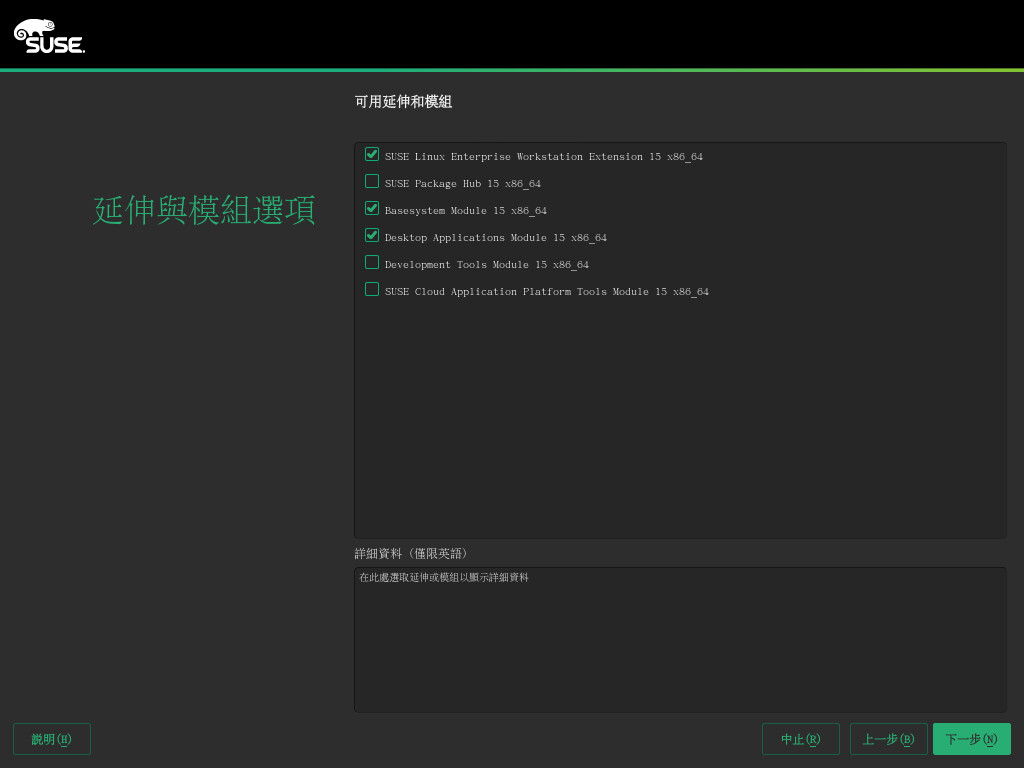 SUSE.
可用延伸和模組
延伸與模組選項
SUSE Linux Enterprise Workstation Extension 15 x86_64
SUSE Package Hub 15 x86_64
Basesystem Module 15 x86_64
Desktop Applications Module 15 x86_64
Development Tools Module 15 x86_64
SUSE Cloud Application Platform Tools Module 15 x86_64
詳細資料（僅限英語）
在此處選取延伸或模組以顯示詳細資料
說明(H) 中止(R) 上一步(B) 下一步(N)